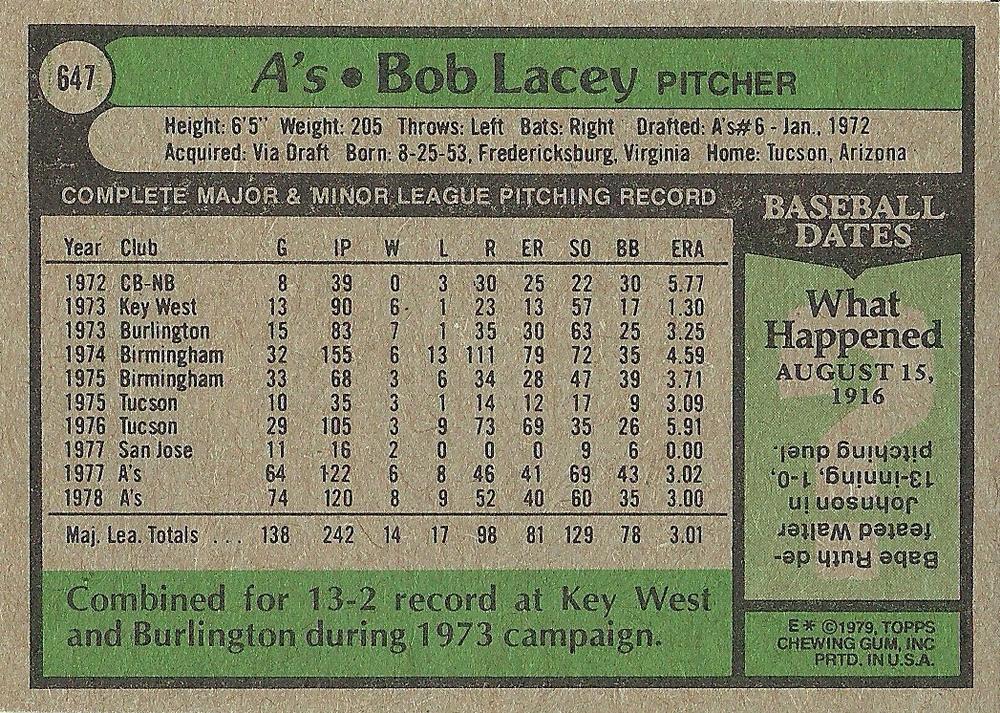 647
A's • Bob Lacey PITCHER
Height: 6'5" Weight: 205 Throws: Left Bats: Right Drafted: A's#6 - Jan., 1972
Acquired: Via Draft Born: 8-25-53, Fredericksburg, Virginia Home: Tucson, Arizona
COMPLETE MAJOR & MINOR LEAGUE PITCHING RECORD
Year Club G IP W L R ER SO BB ERA
1972 CB-NB 8 39 0 3 30 25 22 30 5.77
1973 Key West 13 90 6 1 23 13 57 17 1.30
1973 Burlington 15 83 7 1 35 30 63 25 3.25
1974 Birmingham 32 155 6 13 111 79 72 35 4.59
1975 Birmingham 33 68 3 6 34 28 47 39 3.71
1975 Tucson 10 35 3 1 14 12 17 9 3.09
1976 Tucson 29 105 3 9 73 69 35 26 5.91
1977 San Jose 11 16 2 0 0 0 9 6 0.00
1977 A's 64 122 6 8 46 41 69 43 3.02
1978 A's 74 120 8 9 52 40 60 35 3.00
Maj. Lea. Totals ... 138 242 14 17 98 81 129 78 3.01
Combined for 13-2 record at Key West
and Burlington during 1973 campaign.
BASEBALL
DATES
What
Happened
AUGUST 15,
1916
Babe Ruth de-
feated Walter
Johnson in
13-inning, 1-0,
pitching duel.
E* ©1979, TOPPS
CHEWING GUM, INC
PRTD. IN U.S.A.